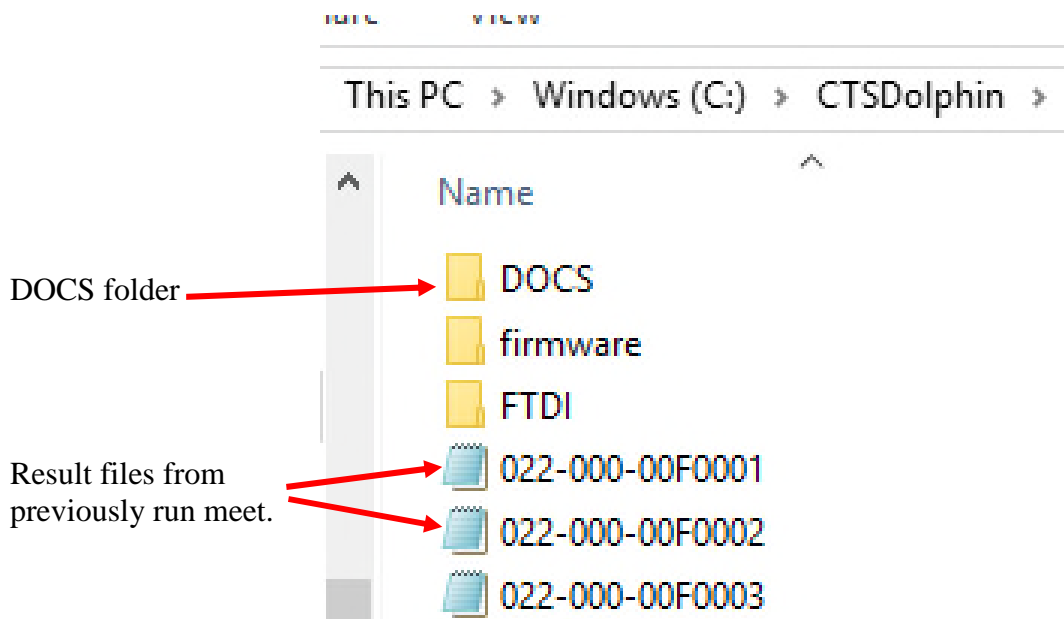 View
This PC > Windows (C:) > CTSDolphin >
Name
DOCS folder
DOCS
firmware
FTDI
Result files from
previously run meet.
022-000-00F0001
022-000-00F0002
022-000-00F0003